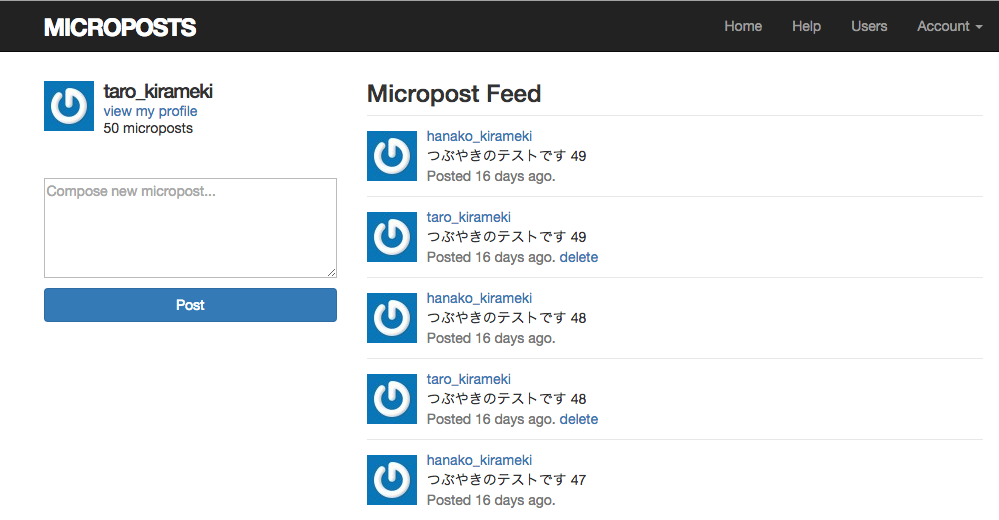 MICROPOSTS
Home Help Users Account
taro_kirameki
view my profile
50 microposts
Compose new micropost...
Post
Micropost Feed
hanako_kirameki
つぶやきのテストです 49
Posted 16 days ago.
taro_kirameki
つぶやきのテストです 49
Posted 16 days ago. delete
hanako_kirameki
つぶやきのテストです 48
Posted 16 days ago.
taro_kirameki
つぶやきのテストです 48
Posted 16 days ago. delete
hanako_kirameki
つぶやきのテストです 47
Posted 16 days ago.